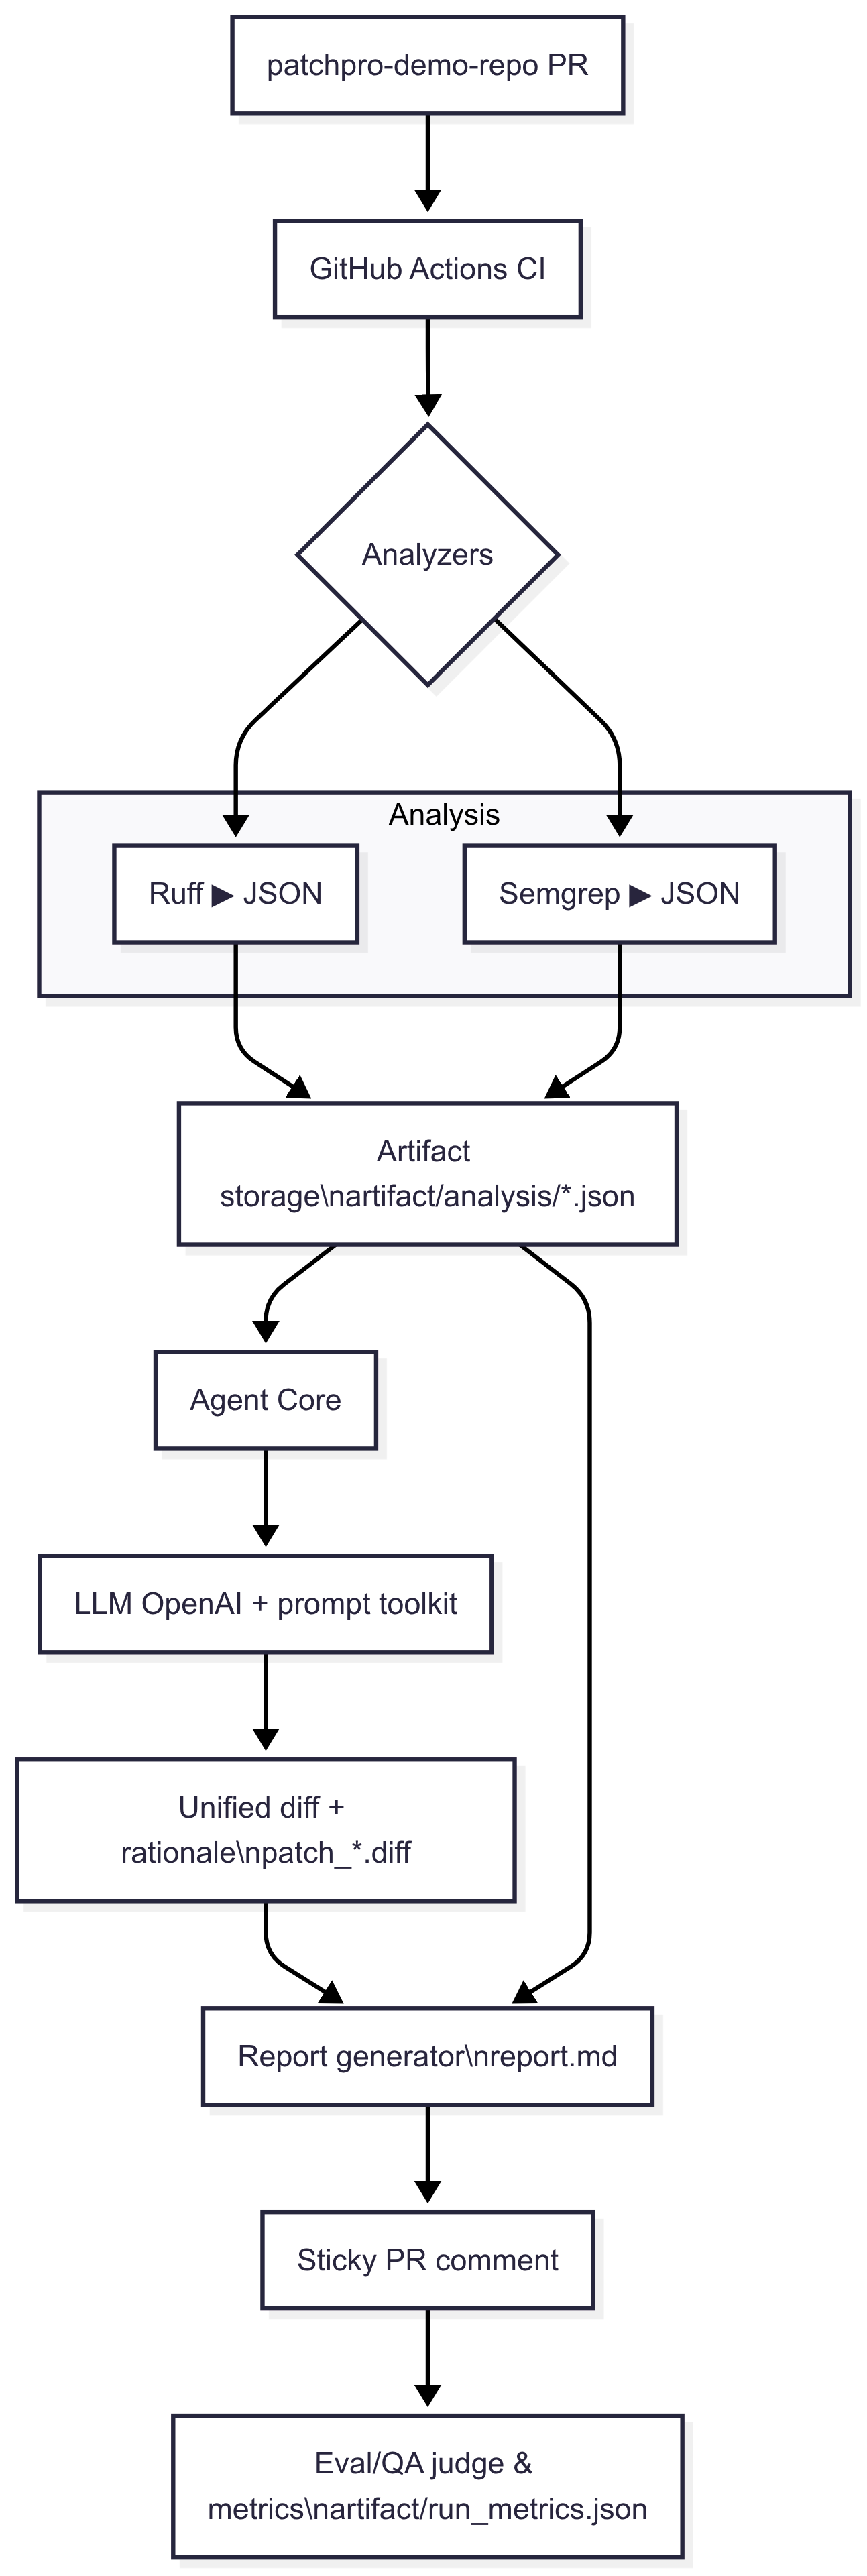 patchpro-demo-repo PR
GitHub Actions CI
Analyzers
Analysis
Ruff ▶ JSON
Semgrep ▶ JSON
Artifact
storage\nartifact/analysis/*.json
Agent Core
LLM OpenAI + prompt toolkit
Unified diff +
rationale\npatch_*.diff
Report generator\nreport.md
Sticky PR comment
Eval/QA judge &
metrics\nartifact/run_metrics.json